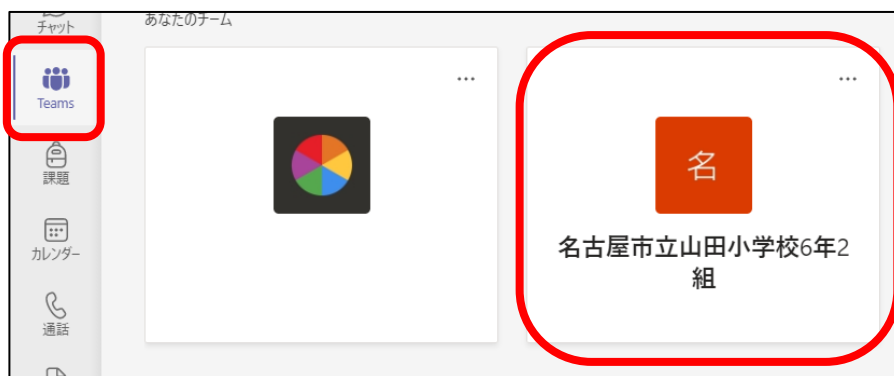 チャット
あなたのチーム
Teams
課題
カレンダー
通話
名
名古屋市立山田小学校6年2
組